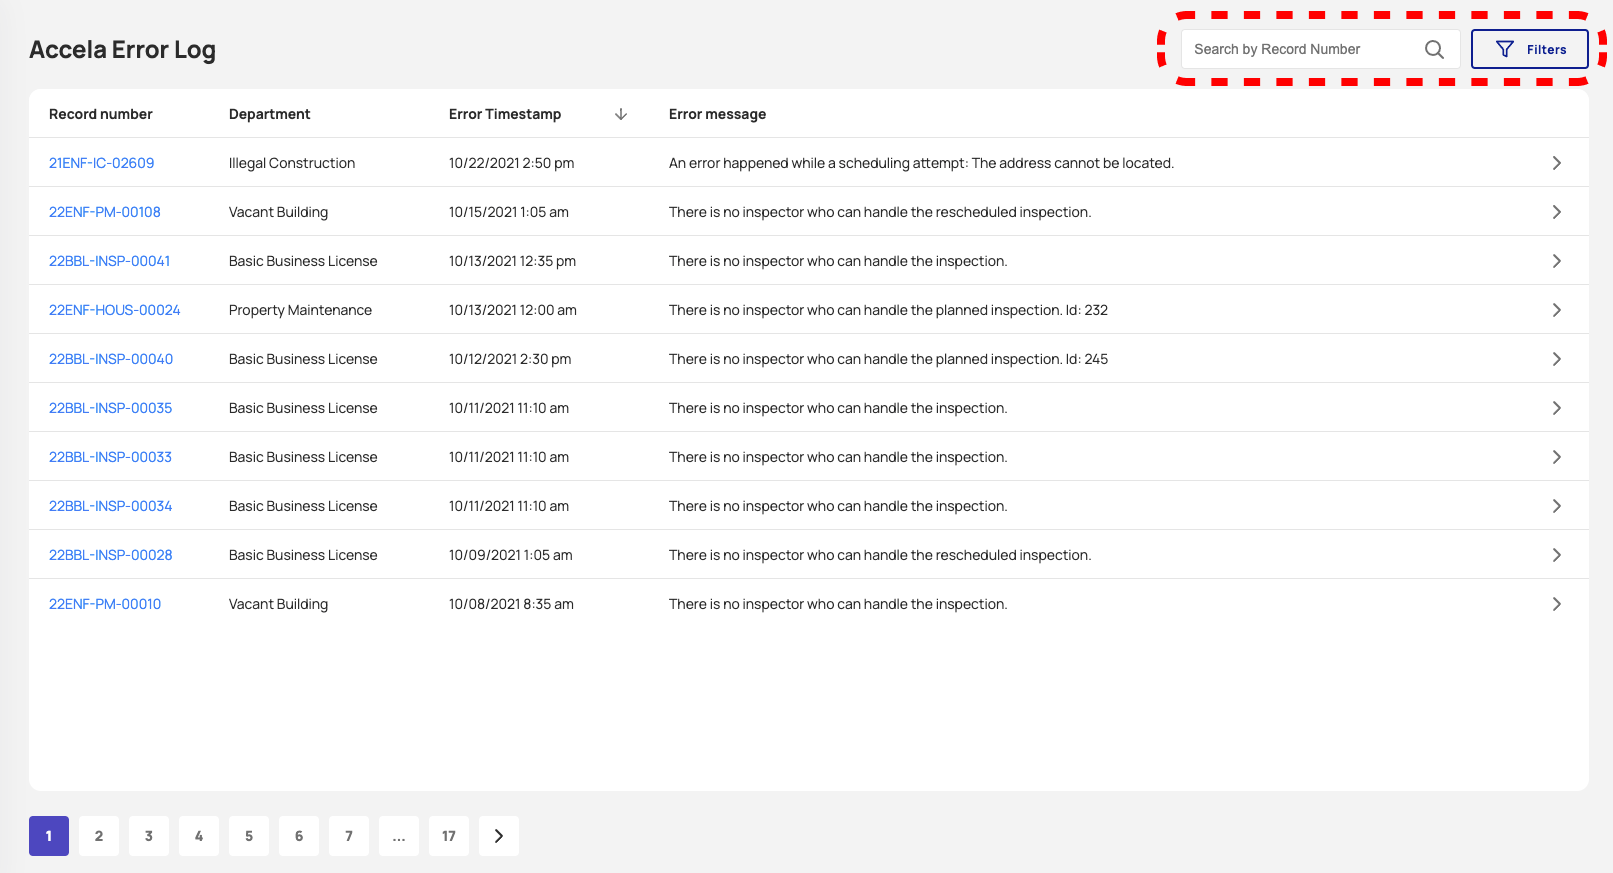 Accela Error Log
Search by Record Number
Filters
Record number Department Error Timestamp Error message
21ENF-IC-02609 Illegal Construction 10/22/2021 2:50 pm An error happened while a scheduling attempt: The address cannot be located.
22ENF-PM-00108 Vacant Building 10/15/2021 1:05 am There is no inspector who can handle the rescheduled inspection.
22BBL-INSP-00041 Basic Business License 10/13/2021 12:35 pm There is no inspector who can handle the inspection.
22ENF-HOUS-00024 Property Maintenance 10/13/2021 12:00 am There is no inspector who can handle the planned inspection. Id: 232
22BBL-INSP-00040 Basic Business License 10/12/2021 2:30 pm There is no inspector who can handle the planned inspection. Id: 245
22BBL-INSP-00035 Basic Business License 10/11/2021 11:10 am There is no inspector who can handle the inspection.
22BBL-INSP-00033 Basic Business License 10/11/2021 11:10 am There is no inspector who can handle the inspection.
22BBL-INSP-00034 Basic Business License 10/11/2021 11:10 am There is no inspector who can handle the inspection.
22BBL-INSP-00028 Basic Business License 10/09/2021 1:05 am There is no inspector who can handle the rescheduled inspection.
22ENF-PM-00010 Vacant Building 10/08/2021 8:35 am There is no inspector who can handle the inspection.
1 2 3 4 5 6 7 ... 17